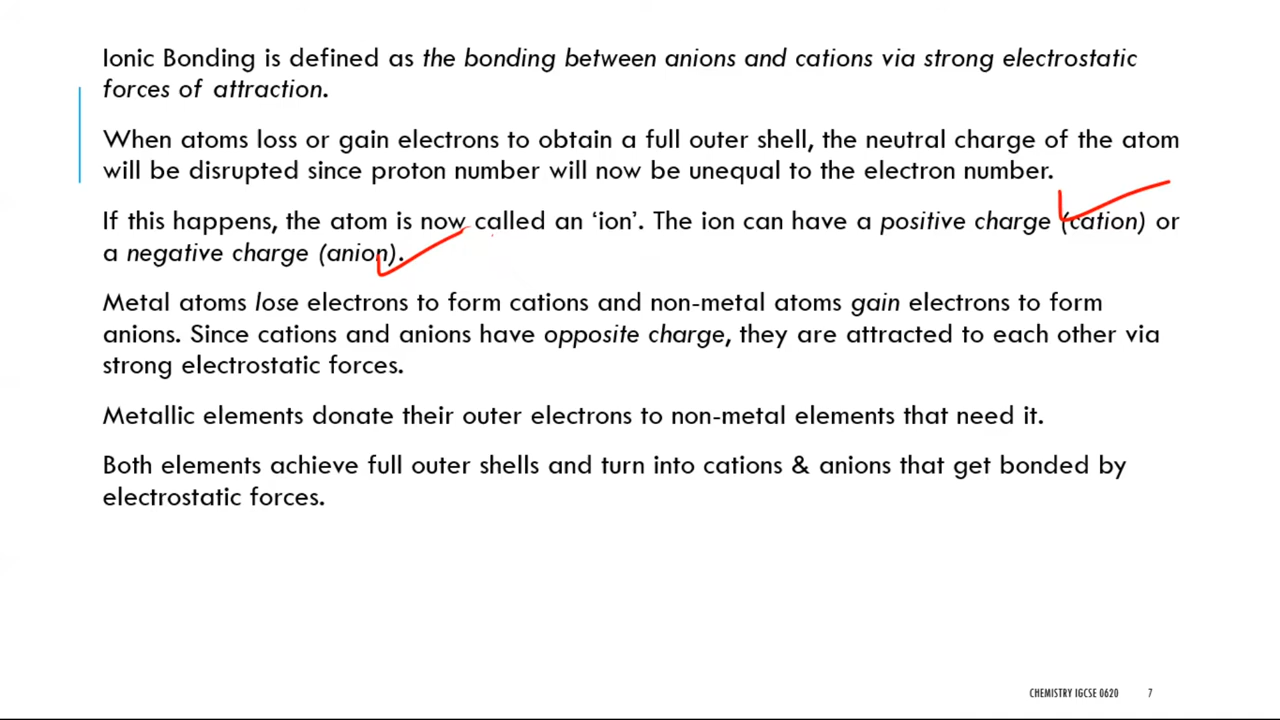 Ionic Bonding is defined as the bonding between anions and cations via strong electrostatic
forces of attraction.
When atoms loss or gain electrons to obtain a full outer shell, the neutral charge of the atom
will be disrupted since proton number will now be unequal to the electron number.
If this happens, the atom is now called an ‘ion’. The ion can have a positive charge (cation) or
a negative charge (anion).
Metal atoms lose electrons to form cations and non-metal atoms gain electrons to form
anions. Since cations and anions have opposite charge, they are attracted to each other via
strong electrostatic forces.
Metallic elements donate their outer electrons to non-metal elements that need it.
Both elements achieve full outer shells and turn into cations & anions that get bonded by
electrostatic forces.
CHEMISTRY IGCSE 0620 7